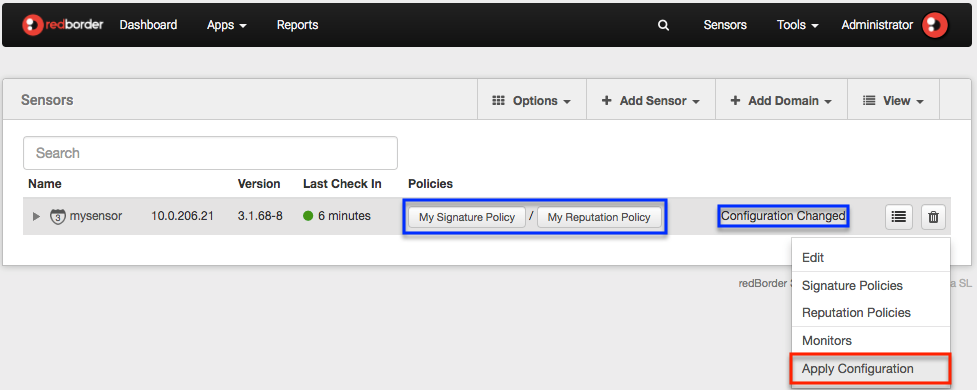 redborder Dashboard Apps Reports Sensors Tools Administrator
Sensors Options + Add Sensor + Add Domain View
Search
Name Version Last Check In Policies
3 mysensor 10.0.206.21 3.1.68-8 6 minutes My Signature Policy / My Reputation Policy Configuration Changed
Edit
redBorder a SL
Signature Policies
Reputation Policies
Monitors
Apply Configuration